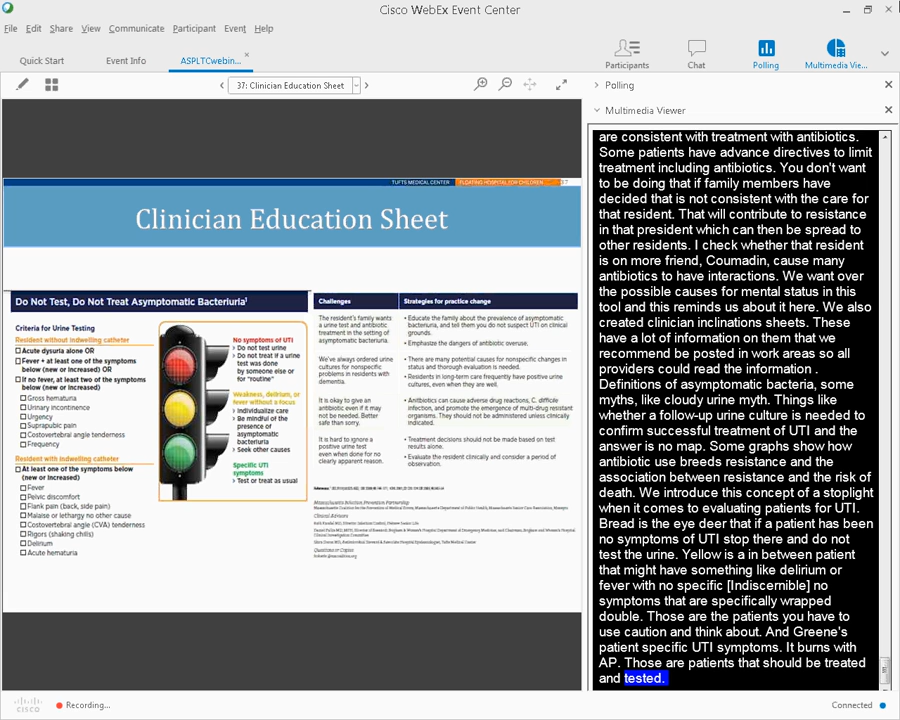 Cisco WebEx Event Center
File Edit Share View Communicate Participant Event Help
Quick Start Event Info ASPLTCwebin...
Participants Chat Polling Multimedia Vie...
37: Clinician Education Sheet
Polling
Multimedia Viewer
TUFTS MEDICAL CENTER FLOATING HOSPITAL FOR CHILDREN 37
Clinician Education Sheet
Do Not Test, Do Not Treat Asymptomatic Bacteriuria¹
Criteria for Urine Testing
Resident without indwelling catheter
Acute dysuria alone OR
Fever + at least one of the symptoms
below (new or increased) OR
If no fever, at least two of the symptoms
below (new or increased)
Gross hematuria
Urinary incontinence
Urgency
Suprapubic pain
Costovertebral angle tenderness
Frequency
Resident with indwelling catheter
At least one of the symptoms below
(new or increased)
Fever
Pelvic discomfort
Flank pain (back, side pain)
Malaise or lethargy no other cause
Costovertebral angle (CVA) tenderness
Rigors (shaking chills)
Delirium
Acute hematuria
No symptoms of UTI
> Do not test urine
> Do not treat if a urine
test was done
by someone else or
for "routine"
Weakness, delirium, or
fever without a focus
> Individualize care
> Be mindful of the
presence of
asymptomatic
bacteriuria
> Seek other causes
Specific UTI
symptoms
> Test or treat as usual
Challenges
Strategies for practice change
The resident's family wants
a urine test and antibiotic
treatment in the setting of
asymptomatic bacteriuria.
• Educate the family about the prevalence of asymptomatic
bacteriuria, and tell them you do not suspect UTI on clinical
grounds.
• Emphasize the dangers of antibiotic overuse.
We've always ordered urine
cultures for nonspecific
problems in residents with
dementia.
• There are many potential causes for nonspecific changes in
status and thorough evaluation is needed.
• Residents in long-term care frequently have positive urine
cultures, even when they are well.
It is okay to give an
antibiotic even if it may
not be needed. Better
safe than sorry.
• Antibiotics can cause adverse drug reactions, C. difficile
infection, and promote the emergence of multi-drug resistant
organisms. They should not be administered unless clinically
indicated.
It is hard to ignore a
positive urine test
even when done for no
clearly apparent reason.
• Treatment decisions should not be made based on test
results alone.
• Evaluate the resident clinically and consider a period of
observation.
Massachusetts Infection Prevention Partnership
Clinical Advisors
Questions or Copies
are consistent with treatment with antibiotics.
Some patients have advance directives to limit
treatment including antibiotics. You don't want
to be doing that if family members have
decided that is not consistent with the care for
that resident. That will contribute to resistance
in that president which can then be spread to
other residents. I check whether that resident
is on more friend, Coumadin, cause many
antibiotics to have interactions. We want over
the possible causes for mental status in this
tool and this reminds us about it here. We also
created clinician inclinations sheets. These
have a lot of information on them that we
recommend be posted in work areas so all
providers could read the information .
Definitions of asymptomatic bacteria, some
myths, like cloudy urine myth. Things like
whether a follow-up urine culture is needed to
confirm successful treatment of UTI and the
answer is no map. Some graphs show how
antibiotic use breeds resistance and the
association between resistance and the risk of
death. We introduce this concept of a stoplight
when it comes to evaluating patients for UTI.
Bread is the eye deer that if a patient has been
no symptoms of UTI stop there and do not
test the urine. Yellow is a in between patient
that might have something like delirium or
fever with no specific [Indiscernible] no
symptoms that are specifically wrapped
double. Those are the patients you have to
use caution and think about. And Greene's
patient specific UTI symptoms. It burns with
AP. Those are patients that should be treated
and tested.
cisco
Recording...
Connected